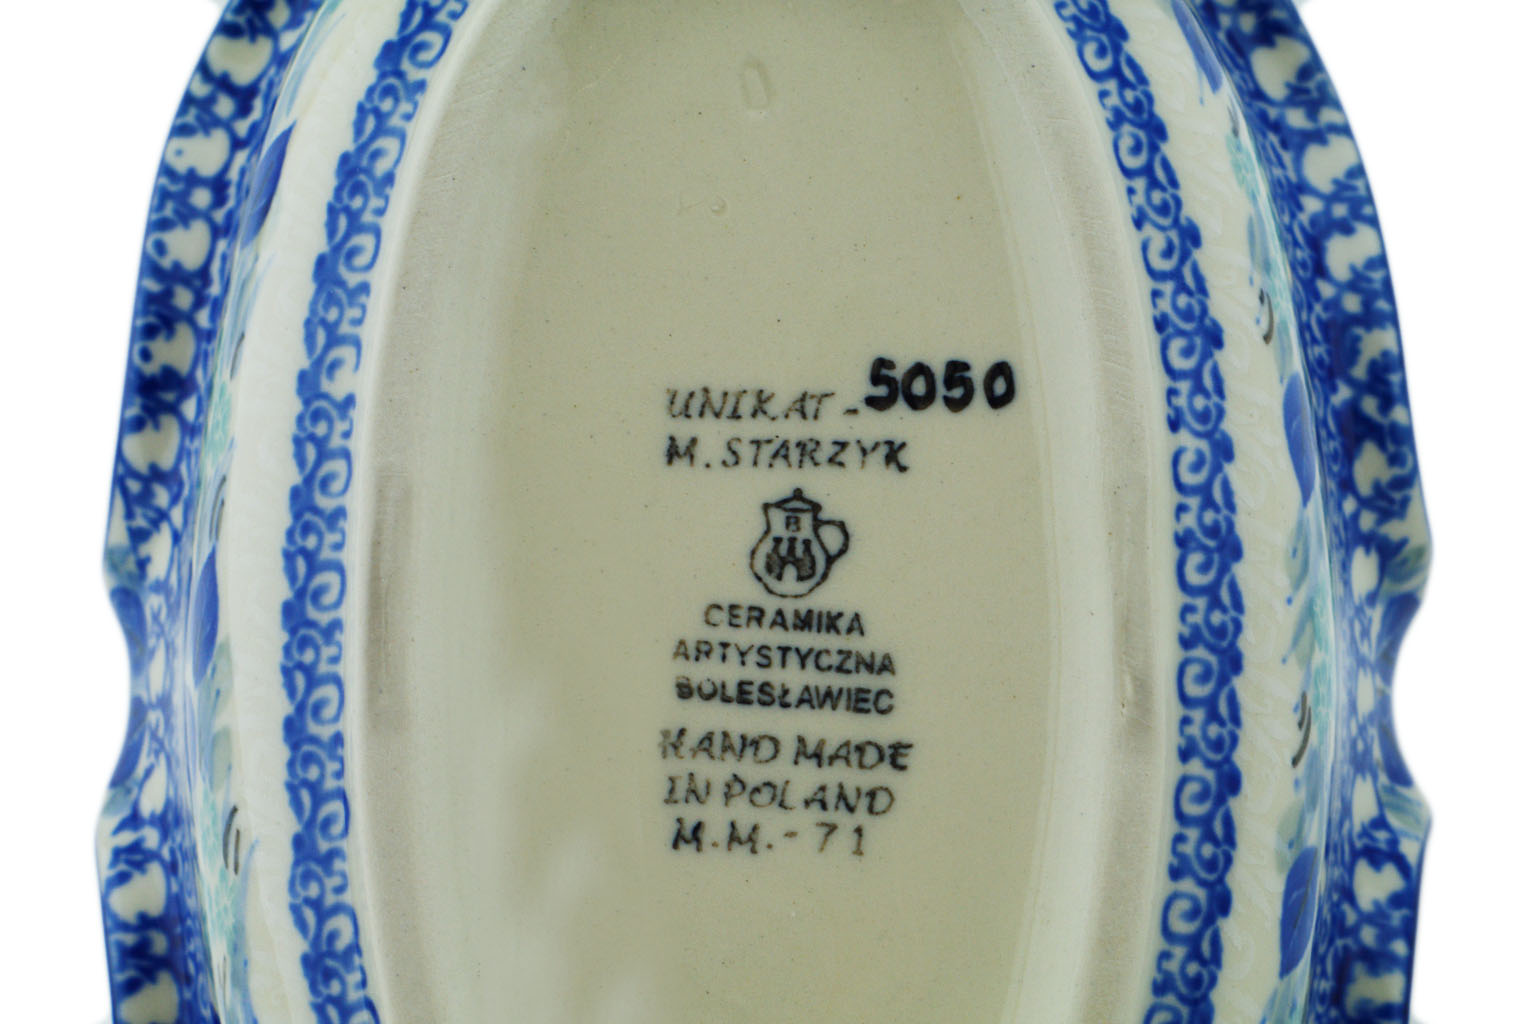 UNIKAT - 5050
M. STARZYK
B
CERAMIKA
ARTYSTYCZNA
BOLESŁAWIEC
HAND MADE
IN POLAND
M.M.-71